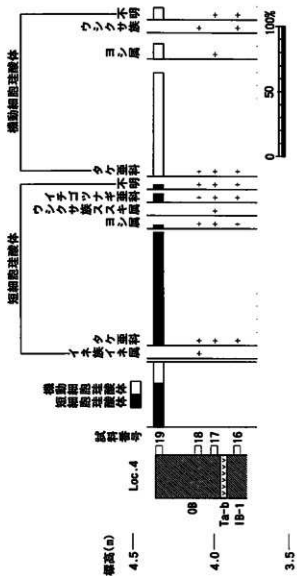 機動細胞珪酸体
短細胞珪酸体
不明
ウシクサ族
ヨシ属
タケ亜科
不明
イチゴツナギ亜科
ウシクサ族ススキ属
ヨシ属
タケ亜科
イネ族イネ属
機動細胞珪酸体
短細胞珪酸体
試料番号
19
18
17
16
Loc.4
OB
Ta-b
IB-1
標高(m)
4.5
4.0
3.5
0
50
100%